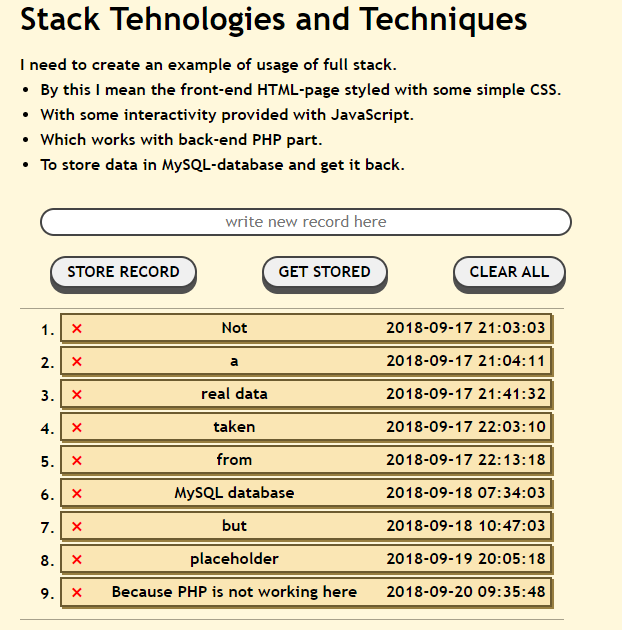 Stack Tehnologies and Techniques
I need to create an example of usage of full stack.
• By this I mean the front-end HTML-page styled with some simple CSS.
• With some interactivity provided with JavaScript.
• Which works with back-end PHP part.
• To store data in MySQL-database and get it back.
write new record here
STORE RECORD GET STORED CLEAR ALL
1. × Not 2018-09-17 21:03:03
2. × a 2018-09-17 21:04:11
3. × real data 2018-09-17 21:41:32
4. × taken 2018-09-17 22:03:10
5. × from 2018-09-17 22:13:18
6. × MySQL database 2018-09-18 07:34:03
7. × but 2018-09-18 10:47:03
8. × placeholder 2018-09-19 20:05:18
9. × Because PHP is not working here 2018-09-20 09:35:48